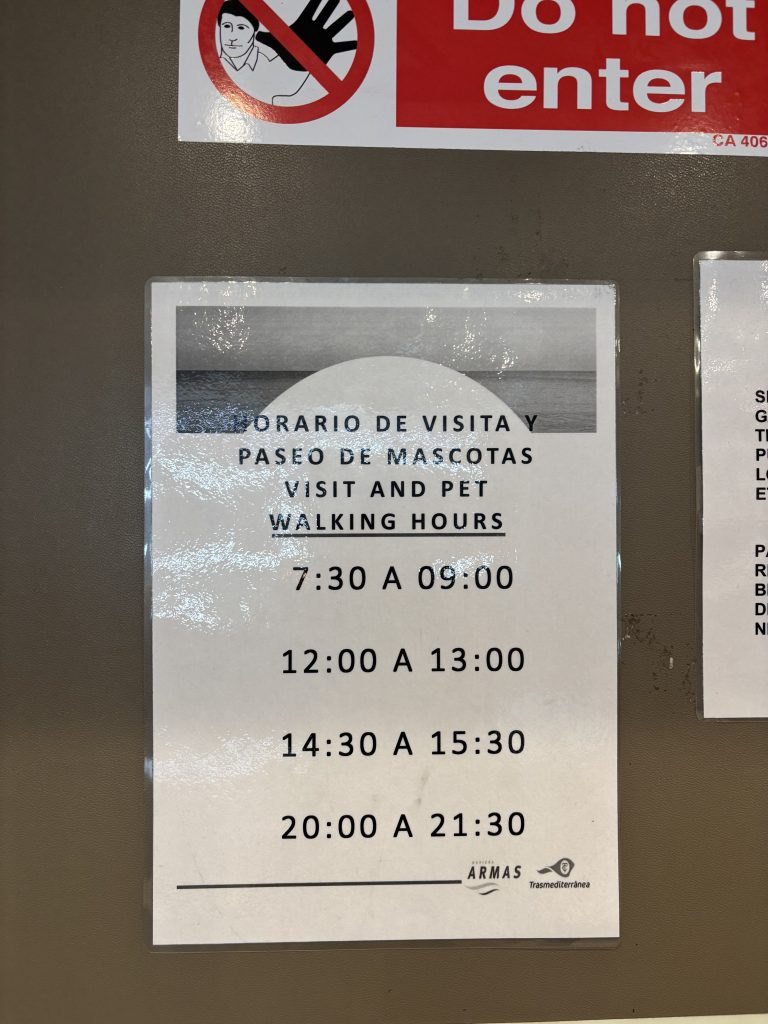 Do not
enter
CA 406
HORARIO DE VISITA Y
PASEO DE MASCOTAS
VISIT AND PET
WALKING HOURS
7:30 A 09:00
12:00 A 13:00
14:30 A 15:30
20:00 A 21:30
NAVIERA
ARMAS
Trasmediterránea